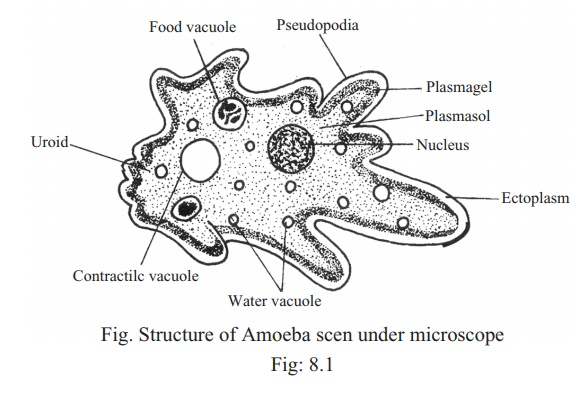 Food vacuole
Pseudopodia
Plasmagel
Plasmasol
Nucleus
Uroid
Ectoplasm
Contractilc vacuole
Water vacuole
Fig. Structure of Amoeba scen under microscope
Fig: 8.1